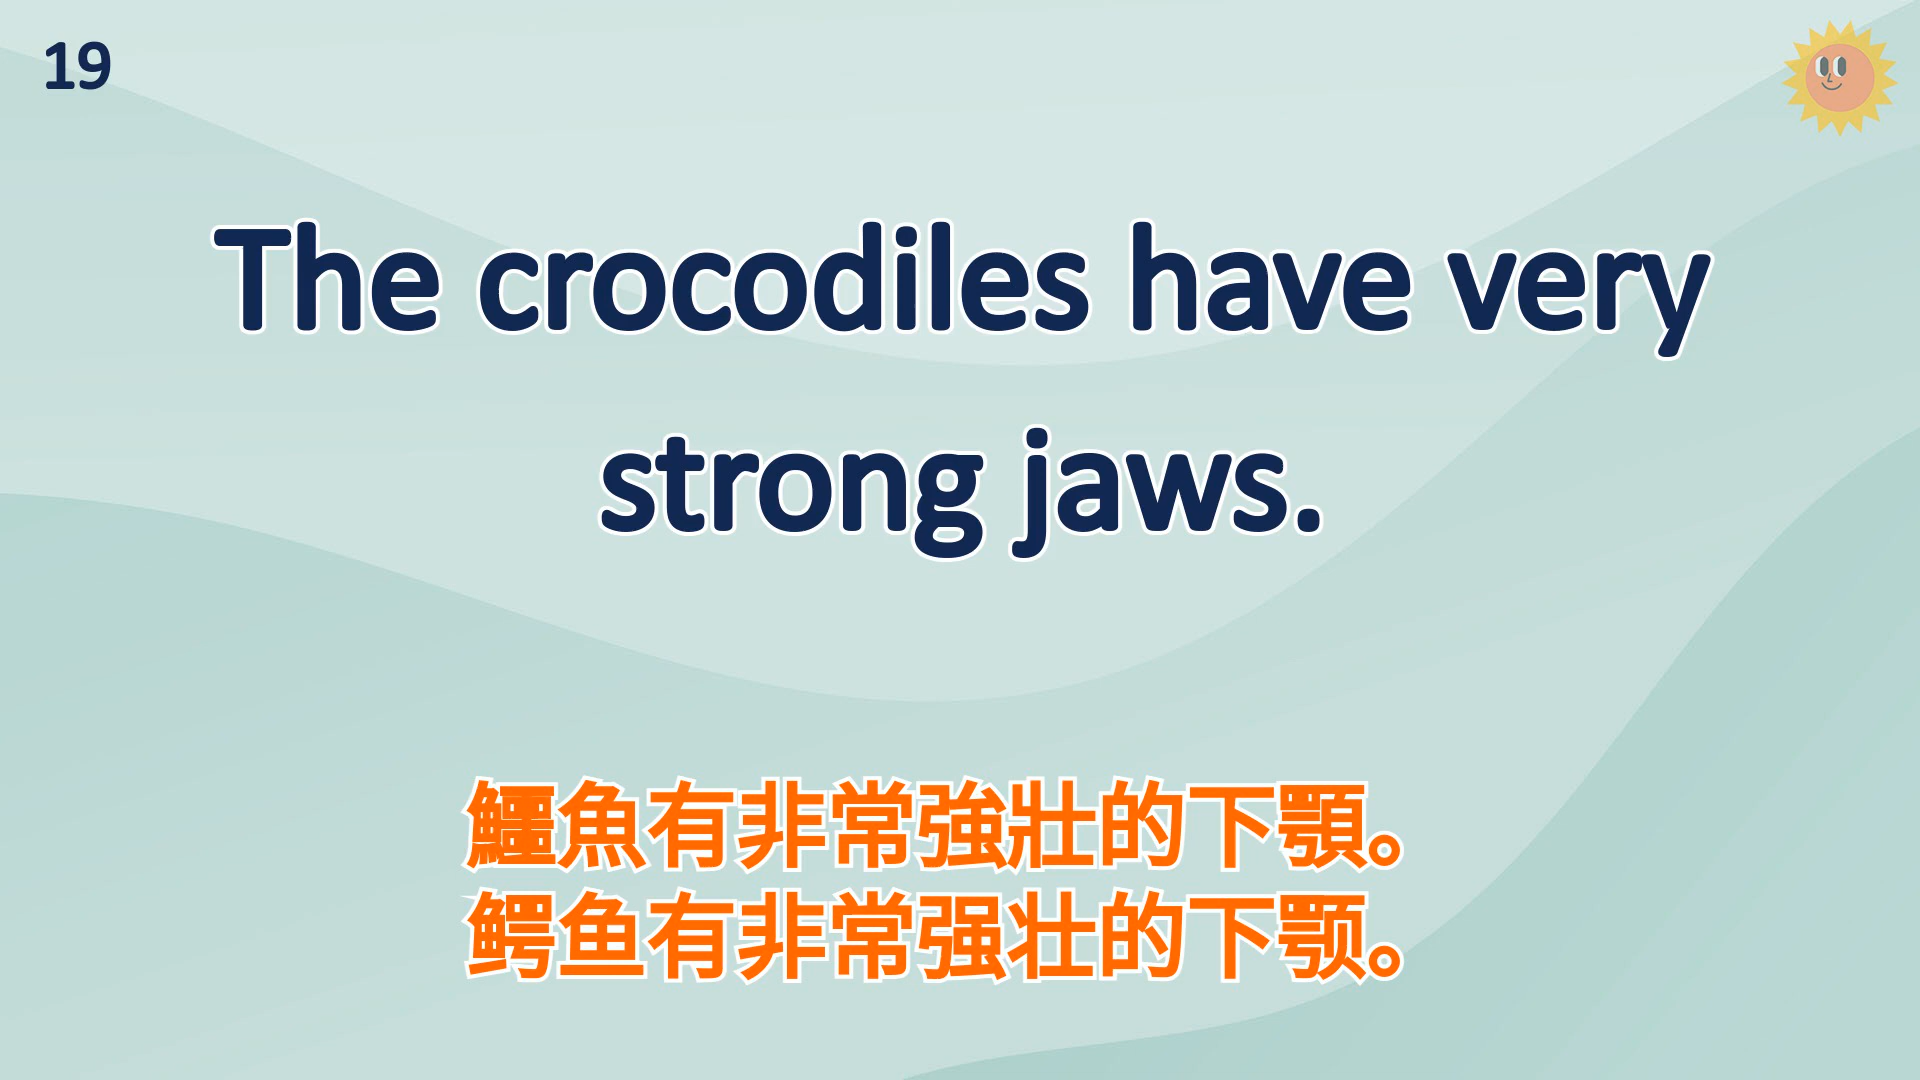 19
The crocodiles have very
strong jaws.
鱷魚有非常強壯的下顎。
鳄鱼有非常强壮的下颚。